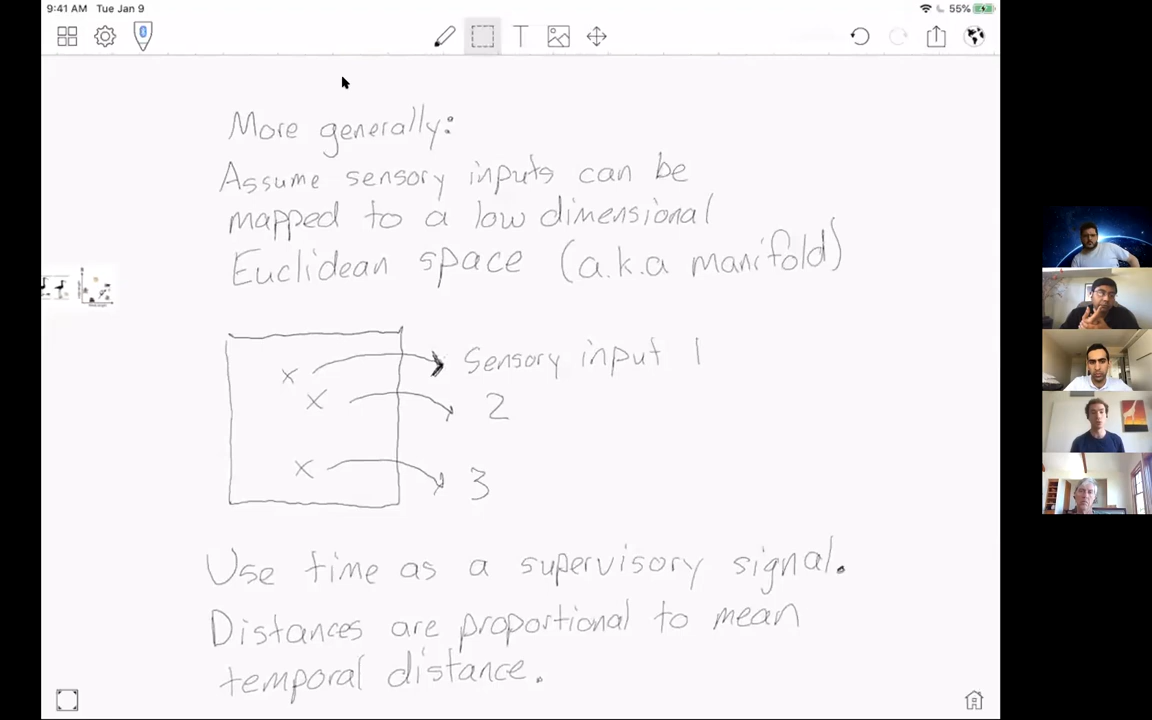 9:41 AM Tue Jan 9
55%
T
More generally:
Assume sensory inputs can be
mapped to a low dimensional
Euclidean space (a.k.a manifold)
Sensory input 1
2
3
Use time as a supervisory signal.
Distances are proportional to mean
temporal distance.